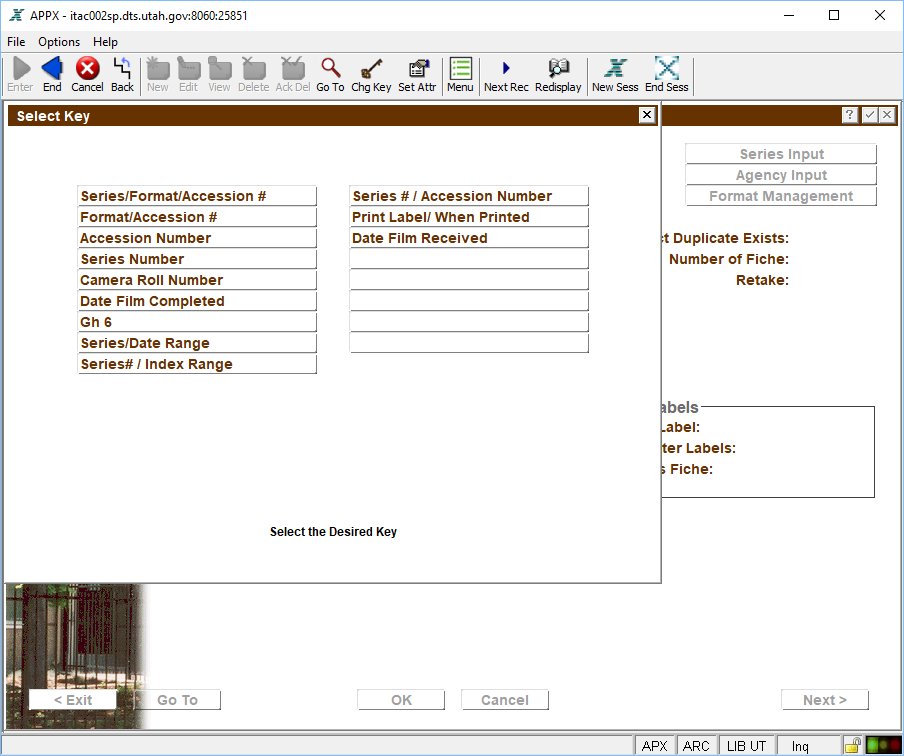 APPX - itac002sp.dts.utah.gov:8060:25851
File Options Help
Enter End Cancel Back New Edit View Delete Ack Del Go To Chg Key Set Attr Menu Next Rec Redisplay New Sess End Sess
Select Key
Series Input
Agency Input
Format Management
Series/Format/Accession #
Format/Accession #
Accession Number
Series Number
Camera Roll Number
Date Film Completed
Gh 6
Series/Date Range
Series# / Index Range
Series # / Accession Number
Print Label/ When Printed
Date Film Received
t Duplicate Exists:
Number of Fiche:
Retake:
abels
Label:
ter Labels:
s Fiche:
Select the Desired Key
< Exit Go To OK Cancel Next >
APX ARC LIB UT Inq